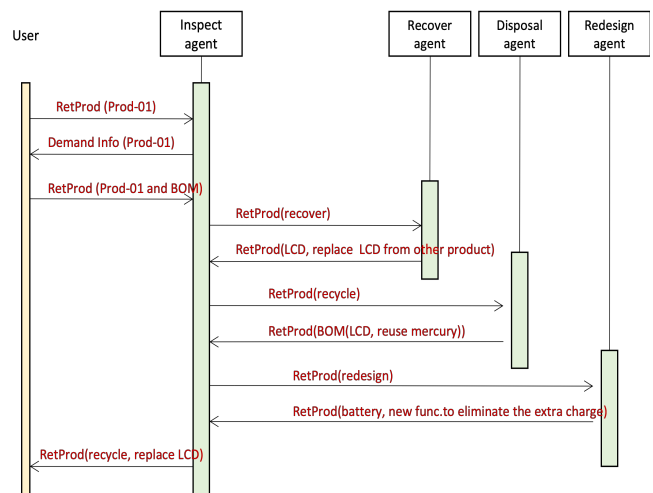 User
Inspect
agent
Recover
agent
Disposal
agent
Redesign
agent
RetProd (Prod-01)
Demand Info (Prod-01)
RetProd (Prod-01 and BOM)
RetProd(recover)
RetProd(LCD, replace LCD from other product)
RetProd(recycle)
RetProd(BOM(LCD, reuse mercury))
RetProd(redesign)
RetProd(battery, new func.to eliminate the extra charge)
RetProd(recycle, replace LCD)